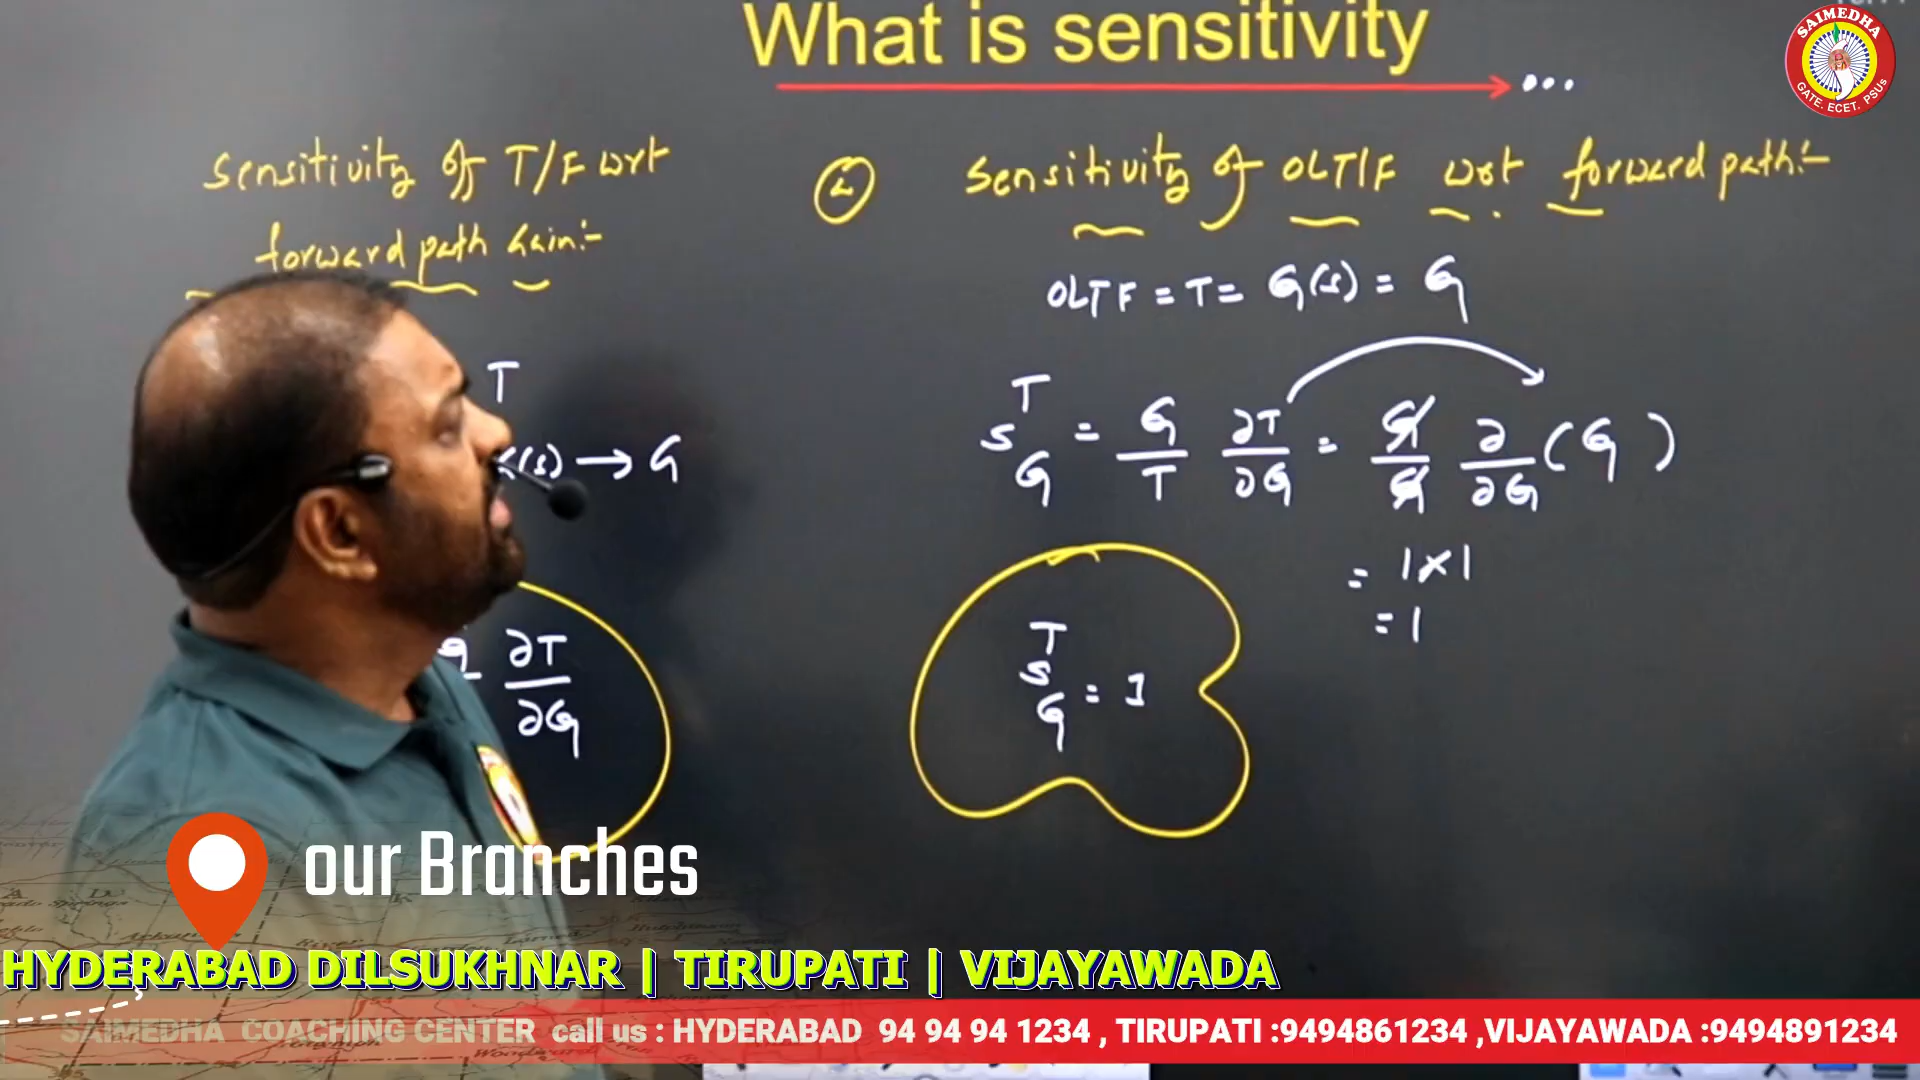 What is sensitivity
SAIMEDHA
GATE. ECET. PSUs
Sensitivity of T/F wrt
forward path Gain:-
T
G(s) → G
∂T
∂G
② Sensitivity of OLT/F wrt forward path:-
OLTF = T = G(s) = G
S^T_G = G/T ∂T/∂G = G/G ∂/∂G (G)
= 1×1
= 1
S^T_G = 1
our Branches
HYDERABAD DILSUKHNAR | TIRUPATI | VIJAYAWADA
SAIMEDHA COACHING CENTER call us : HYDERABAD 94 94 94 1234 , TIRUPATI :9494861234 ,VIJAYAWADA :9494891234